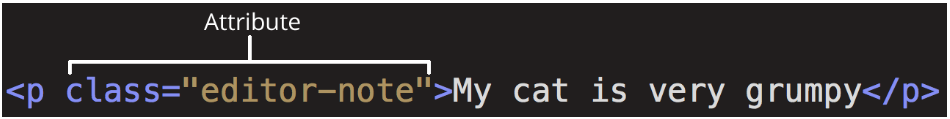 Attribute
<p class="editor-note">My cat is very grumpy</p>